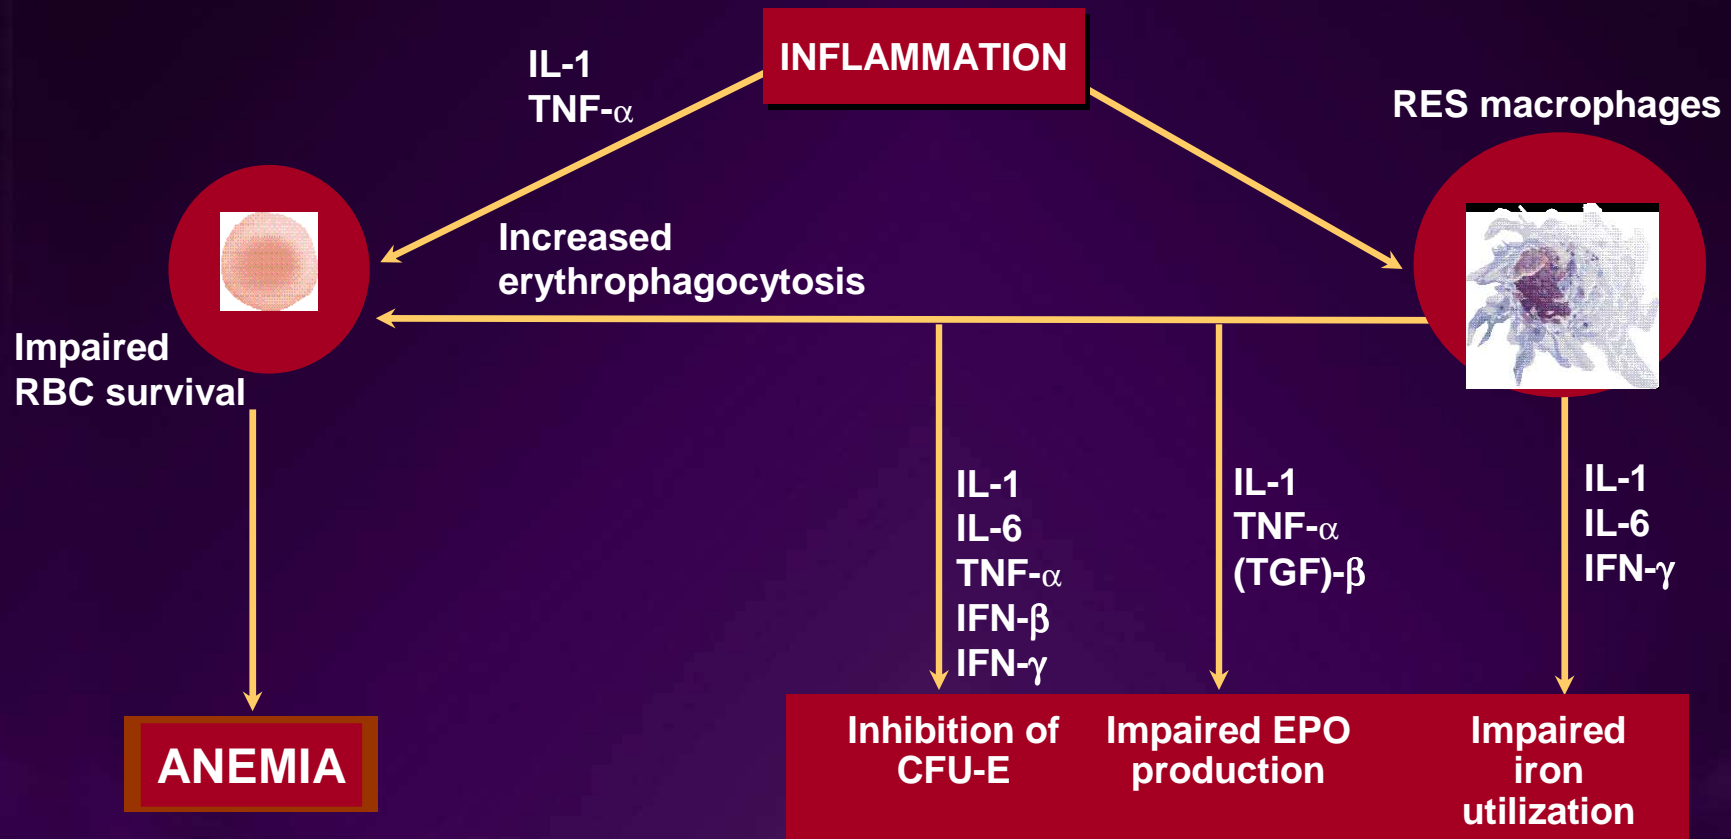 INFLAMMATION
IL-1
TNF-α
RES macrophages
Increased
erythrophagocytosis
Impaired
RBC survival
IL-1
IL-6
TNF-α
IFN-β
IFN-γ
IL-1
TNF-α
(TGF)-β
IL-1
IL-6
IFN-γ
ANEMIA
Inhibition of
CFU-E
Impaired EPO
production
Impaired
iron
utilization